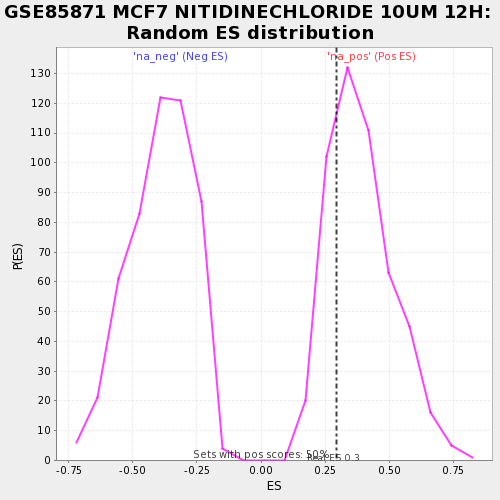 GSE85871 MCF7 NITIDINECHLORIDE 10UM 12H:
Random ES distribution
'na_neg' (Neg ES)
'na_pos' (Pos ES)
P(ES)
130
120
110
100
90
80
70
60
50
40
30
20
10
0
Sets with pos scores: 50%
Real ES 0.3
-0.75
-0.50
-0.25
0.00
0.25
0.50
0.75
ES